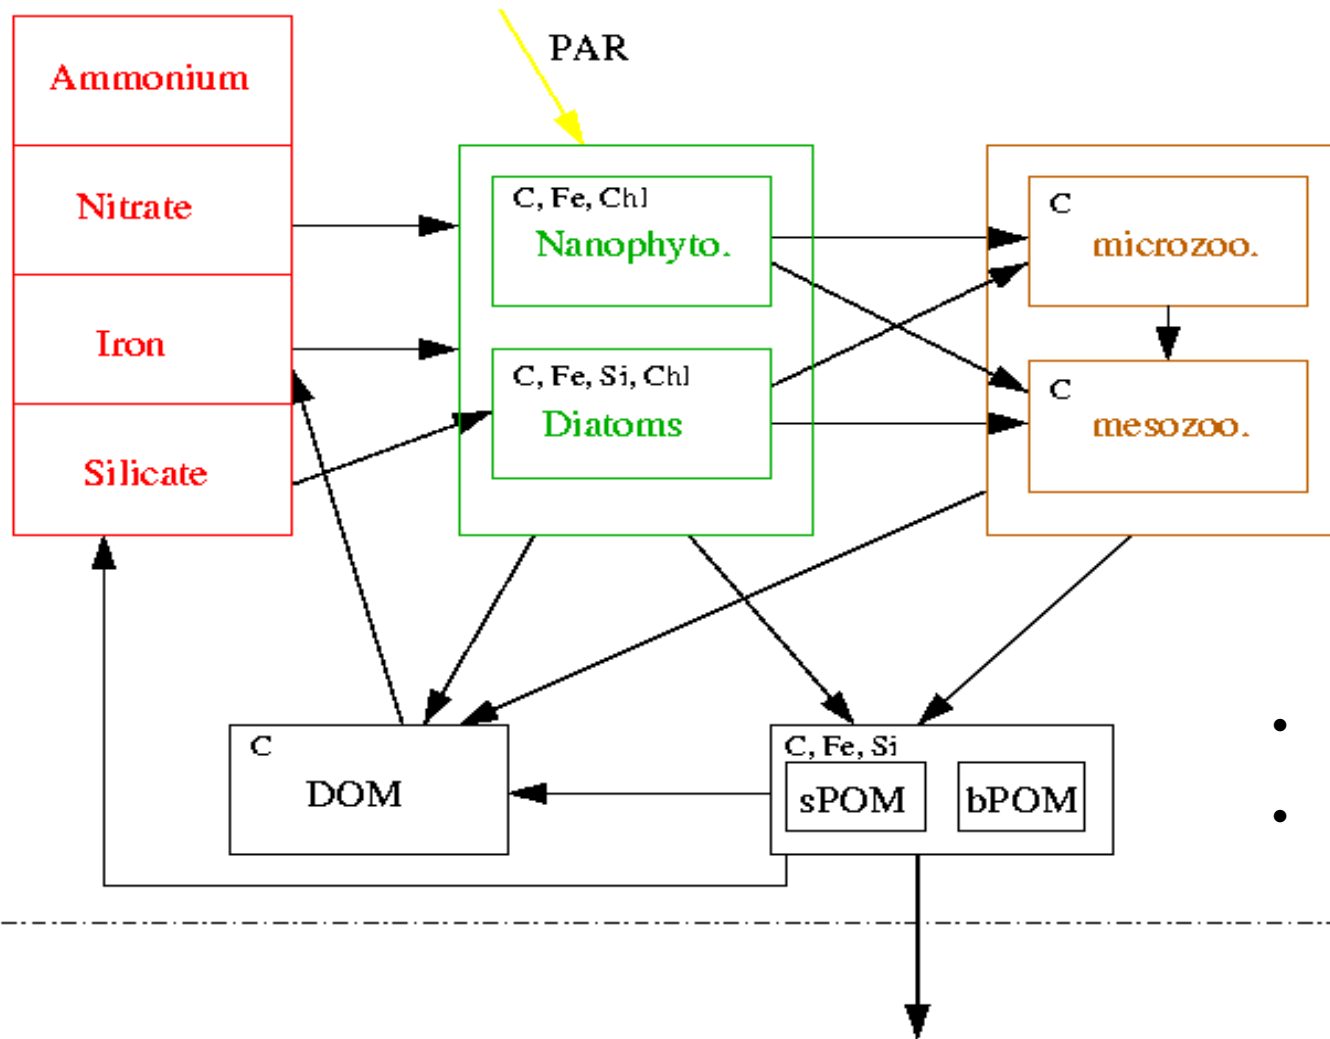 PAR
Ammonium
Nitrate
Iron
Silicate
C, Fe, Chl
Nanophyto.
C, Fe, Si, Chl
Diatoms
C
microzoo.
C
mesozoo.
C
DOM
C, Fe, Si
sPOM
bPOM
•
•